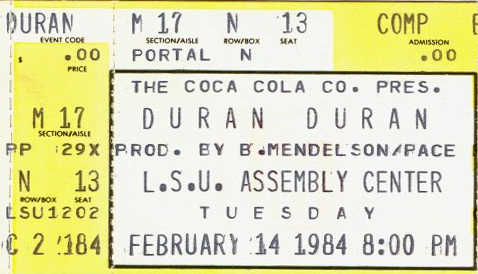 DURAN M 17 N 13 COMP
EVENT CODE SECTION/AISLE ROW/BOX SEAT ADMISSION
$ .00 PORTAL N .00
PRICE
THE COCA COLA CO. PRES.
M 17 DURAN DURAN
SECTION/AISLE
PP 29X PROD. BY B.MENDELSON/PACE
N 13 L.S.U. ASSEMBLY CENTER
ROW/BOX SEAT
LSU1202 TUESDAY
C 2 '184 FEBRUARY 14 1984 8:00 PM